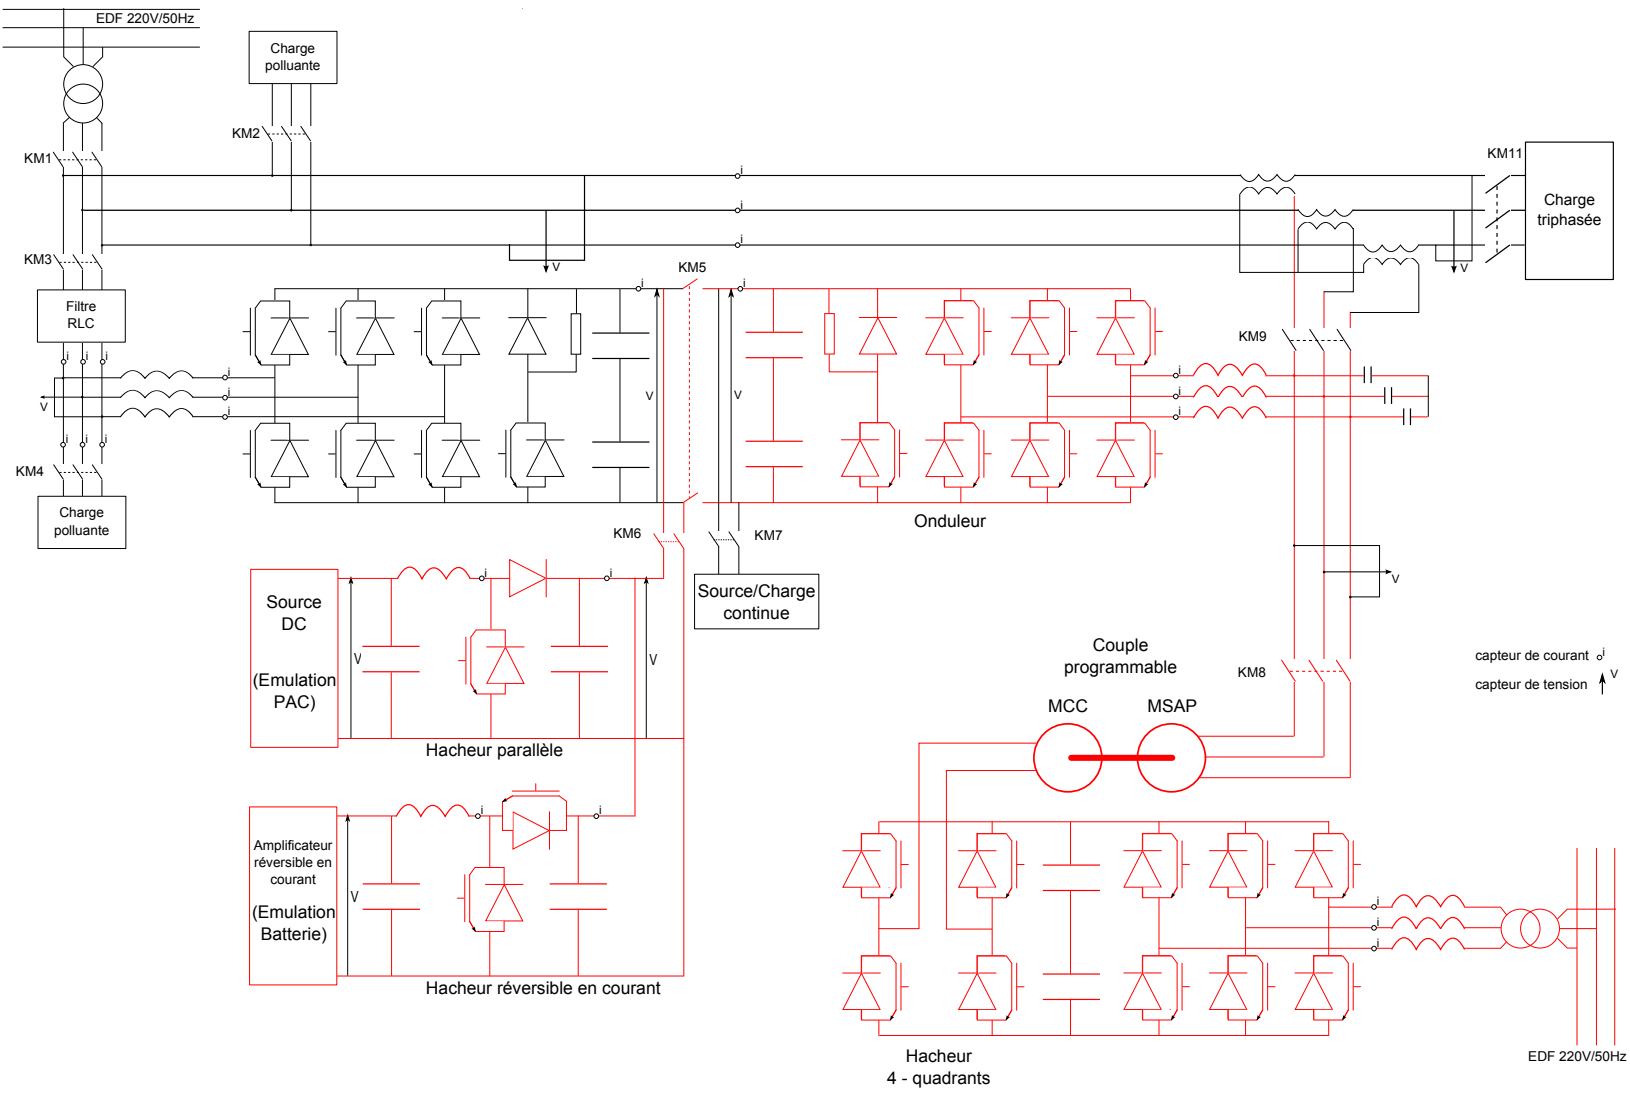 EDF 220V/50Hz
Charge
polluante
KM2
KM1
KM11
Charge
triphasée
i
i
i
KM3
V
V
KM5
Filtre
RLC
i
i
KM9
i i i
i
i
i
i
V
V
V
i i i
KM4
Charge
polluante
Onduleur
KM6
KM7
Source
DC
(Emulation
PAC)
i
i
V
V
Source/Charge
continue
V
Hacheur parallèle
Couple
programmable
KM8
capteur de courant i
capteur de tension V
MCC
MSAP
Amplificateur
réversible en
courant
(Emulation
Batterie)
i
i
V
Hacheur réversible en courant
i
i
i
Hacheur
4 - quadrants
EDF 220V/50Hz